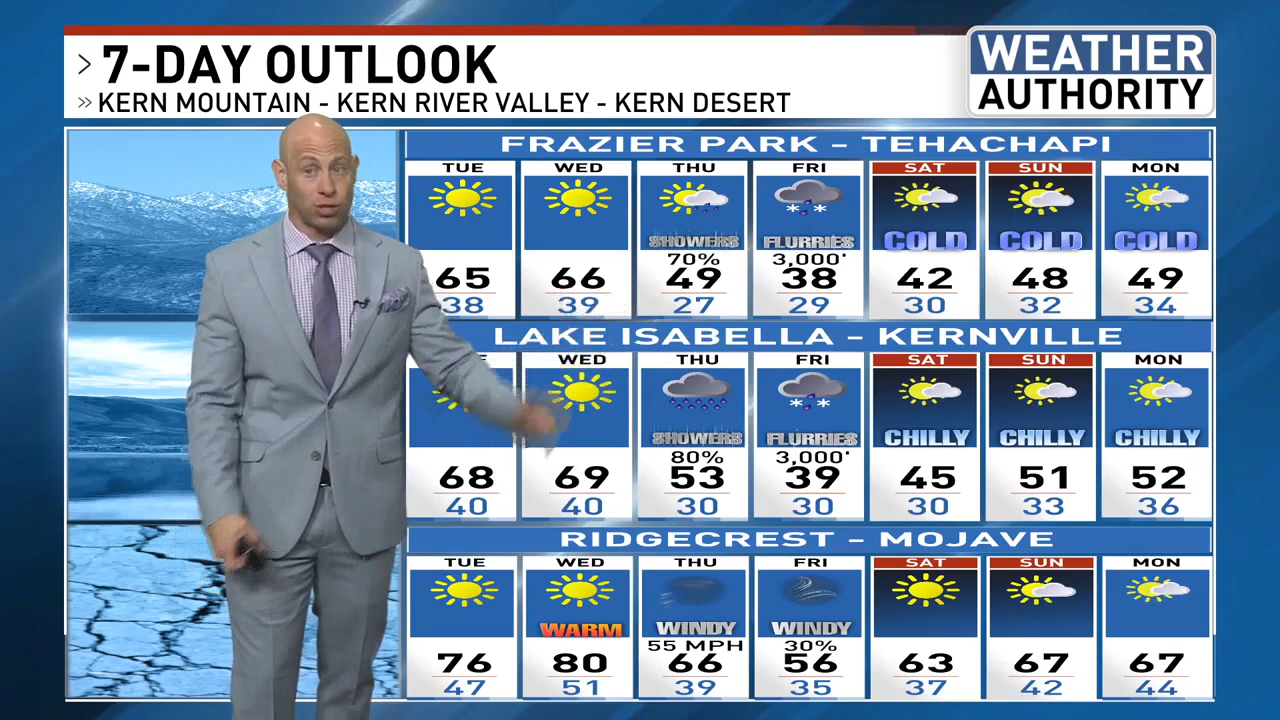 > 7-DAY OUTLOOK
» KERN MOUNTAIN - KERN RIVER VALLEY - KERN DESERT
WEATHER
AUTHORITY
FRAZIER PARK - TEHACHAPI
TUE WED THU FRI SAT SUN MON
SHOWERS FLURRIES COLD COLD COLD
70% 3,000'
65 66 49 38 42 48 49
38 39 27 29 30 32 34
LAKE ISABELLA - KERNVILLE
WED THU FRI SAT SUN MON
SHOWERS FLURRIES CHILLY CHILLY CHILLY
80% 3,000'
68 69 53 39 45 51 52
40 40 30 30 30 33 36
RIDGECREST - MOJAVE
TUE WED THU FRI SAT SUN MON
WARM WINDY WINDY
55 MPH 30%
76 80 66 56 63 67 67
47 51 39 35 37 42 44